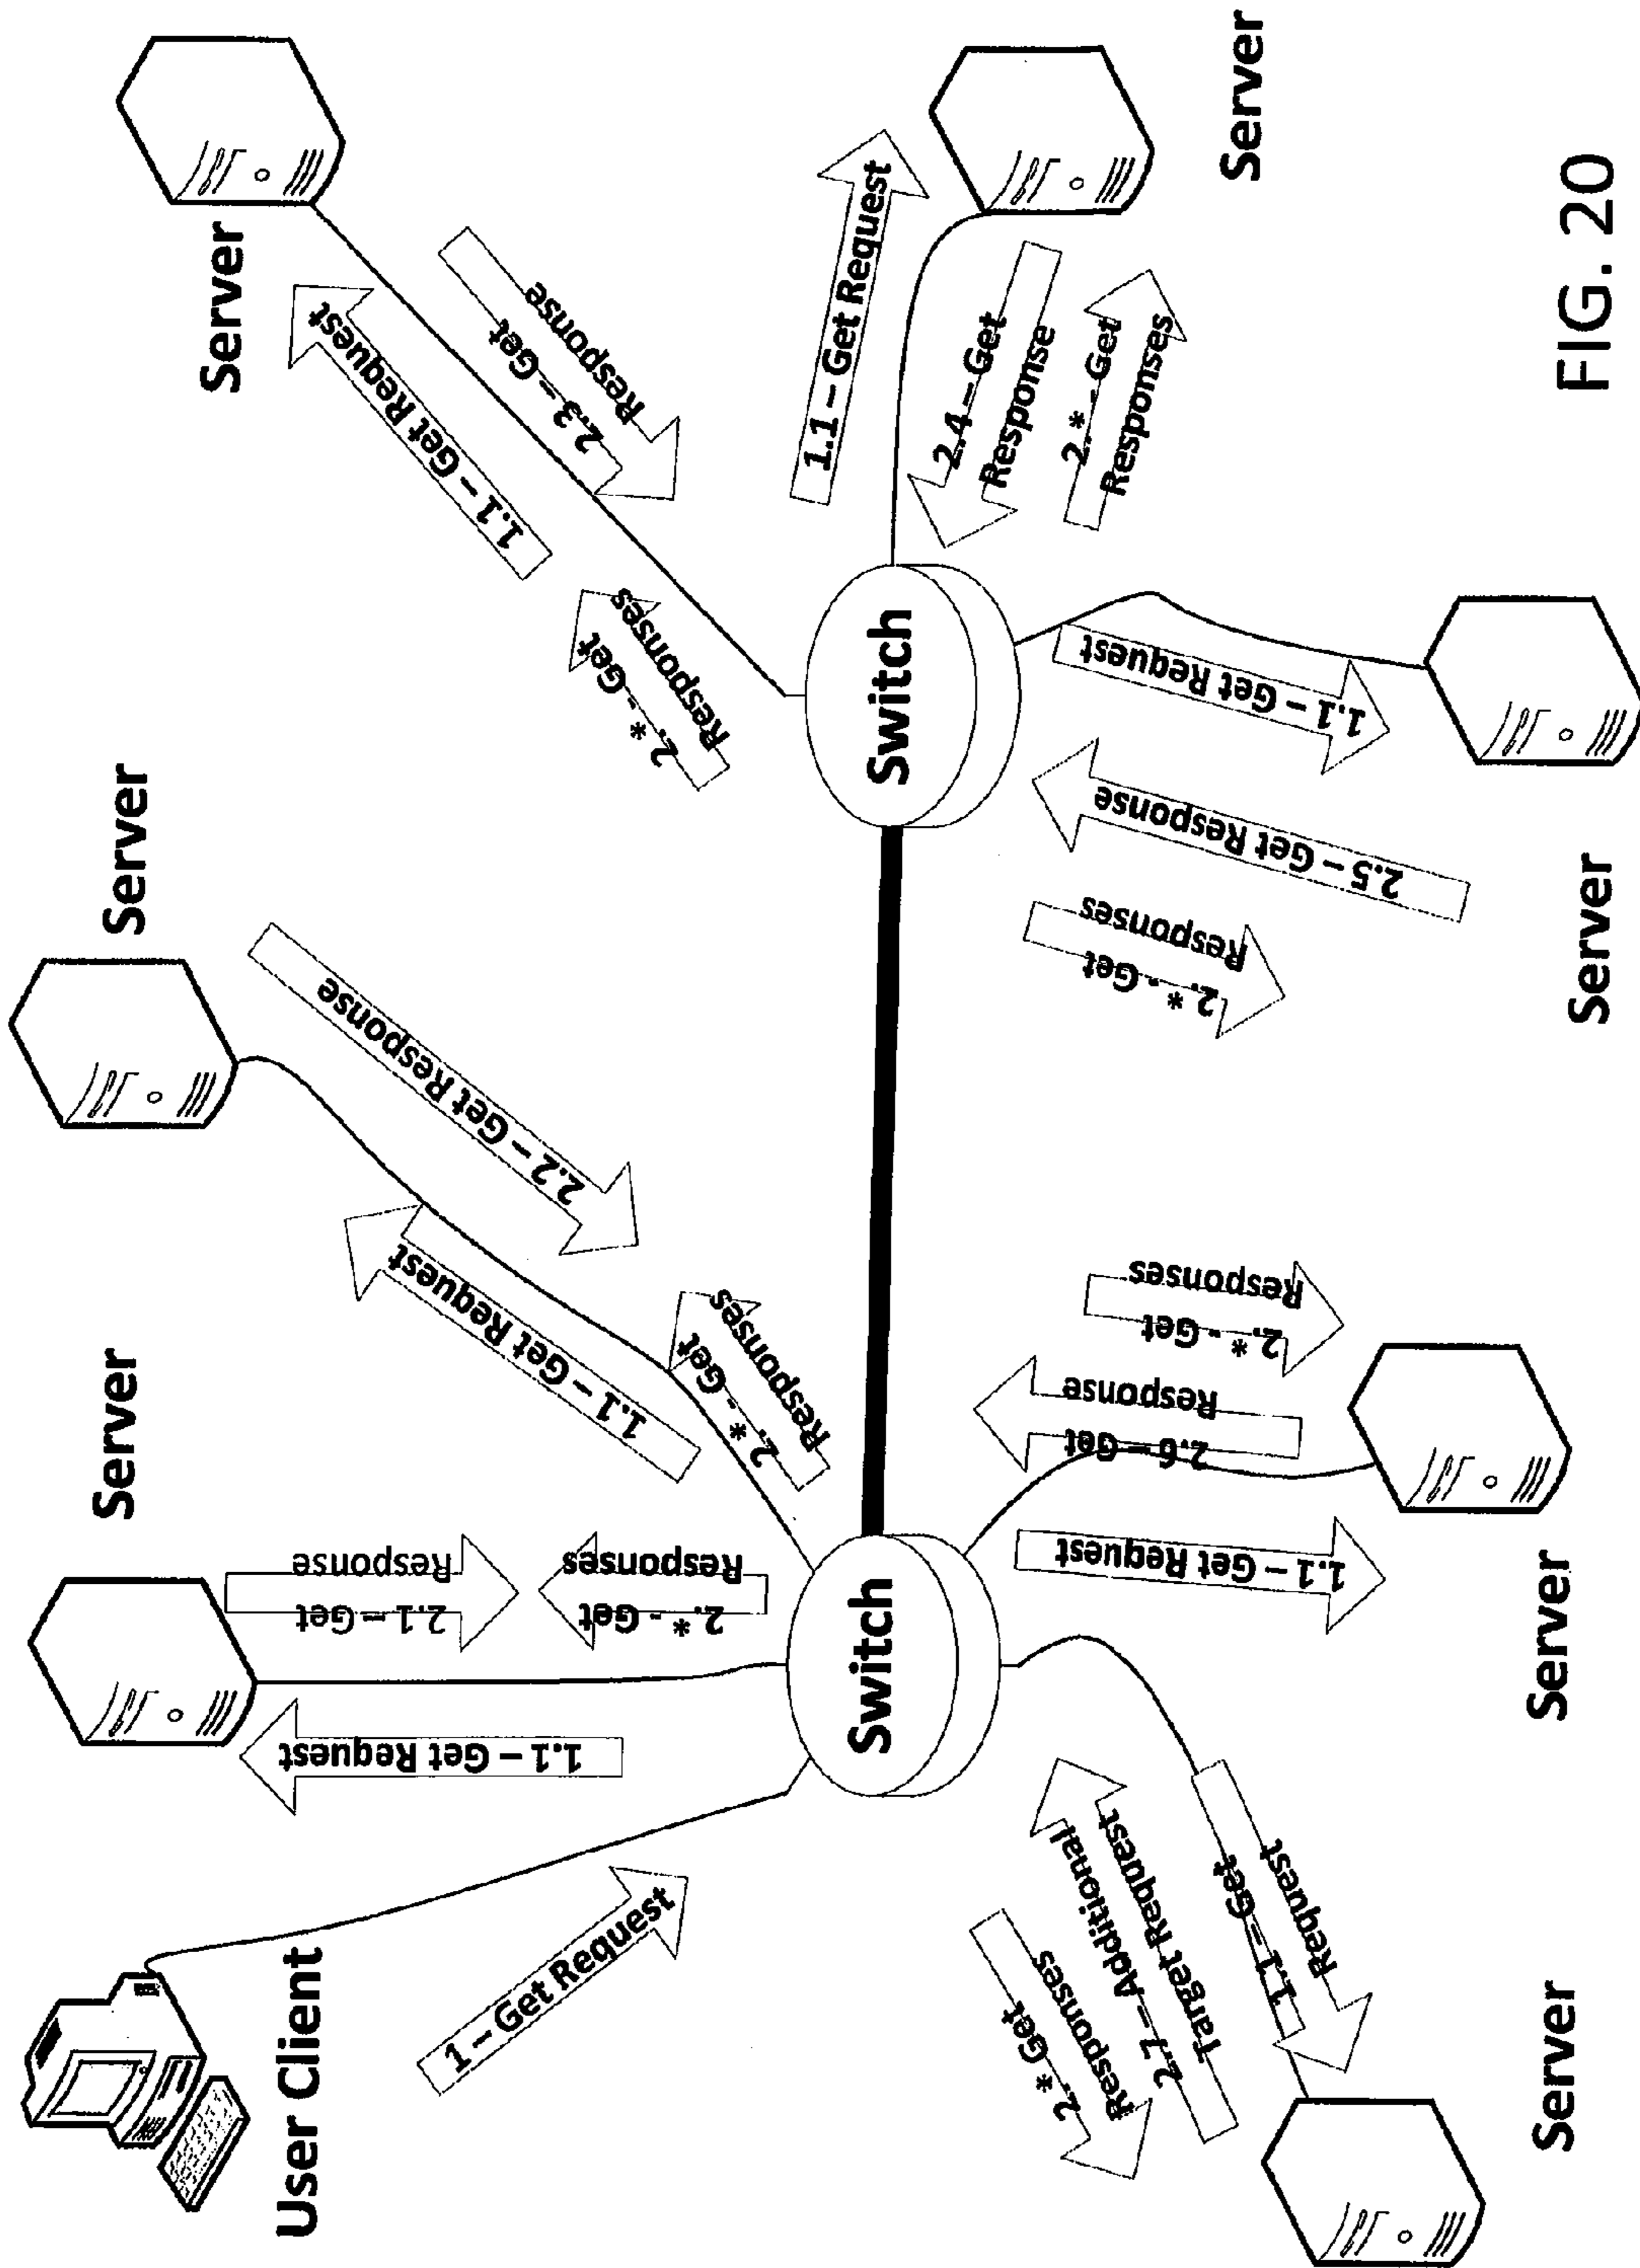 User Client
1 – Get Request
1.1 – Get Request
Server
2.1 – Get
Response
2.* - Get
Responses
Switch
1.1 – Get Request
Server
2.2 – Get Response
2.* - Get
Responses
2.* Get
Responses
2.7 – Additional
Target Request
1.1 – Get
Request
Server
1.1 – Get Request
2.6 – Get
Response
2.* - Get
Responses
Server
Switch
2.* - Get
Responses
1.1 – Get Request
2.3 – Get
Response
Server
1.1 – Get Request
2.4 – Get
Response
2.* - Get
Responses
Server
1.1 – Get Request
2.5 – Get Response
2.* - Get
Responses
Server
FIG. 20